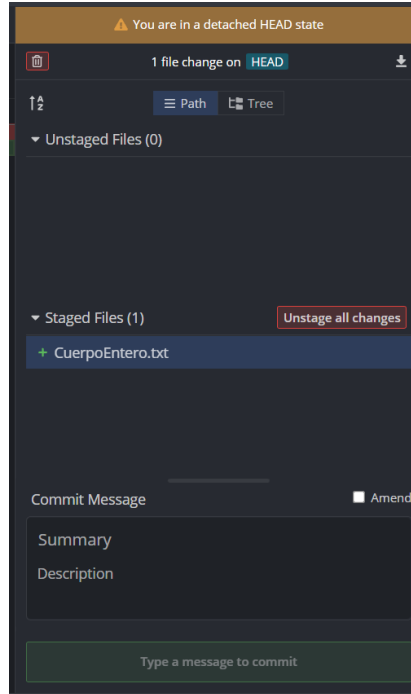 You are in a detached HEAD state
1 file change on HEAD
Path Tree
Unstaged Files (0)
Staged Files (1) Unstage all changes
+ CuerpoEntero.txt
Commit Message Amend
Summary
Description
Type a message to commit